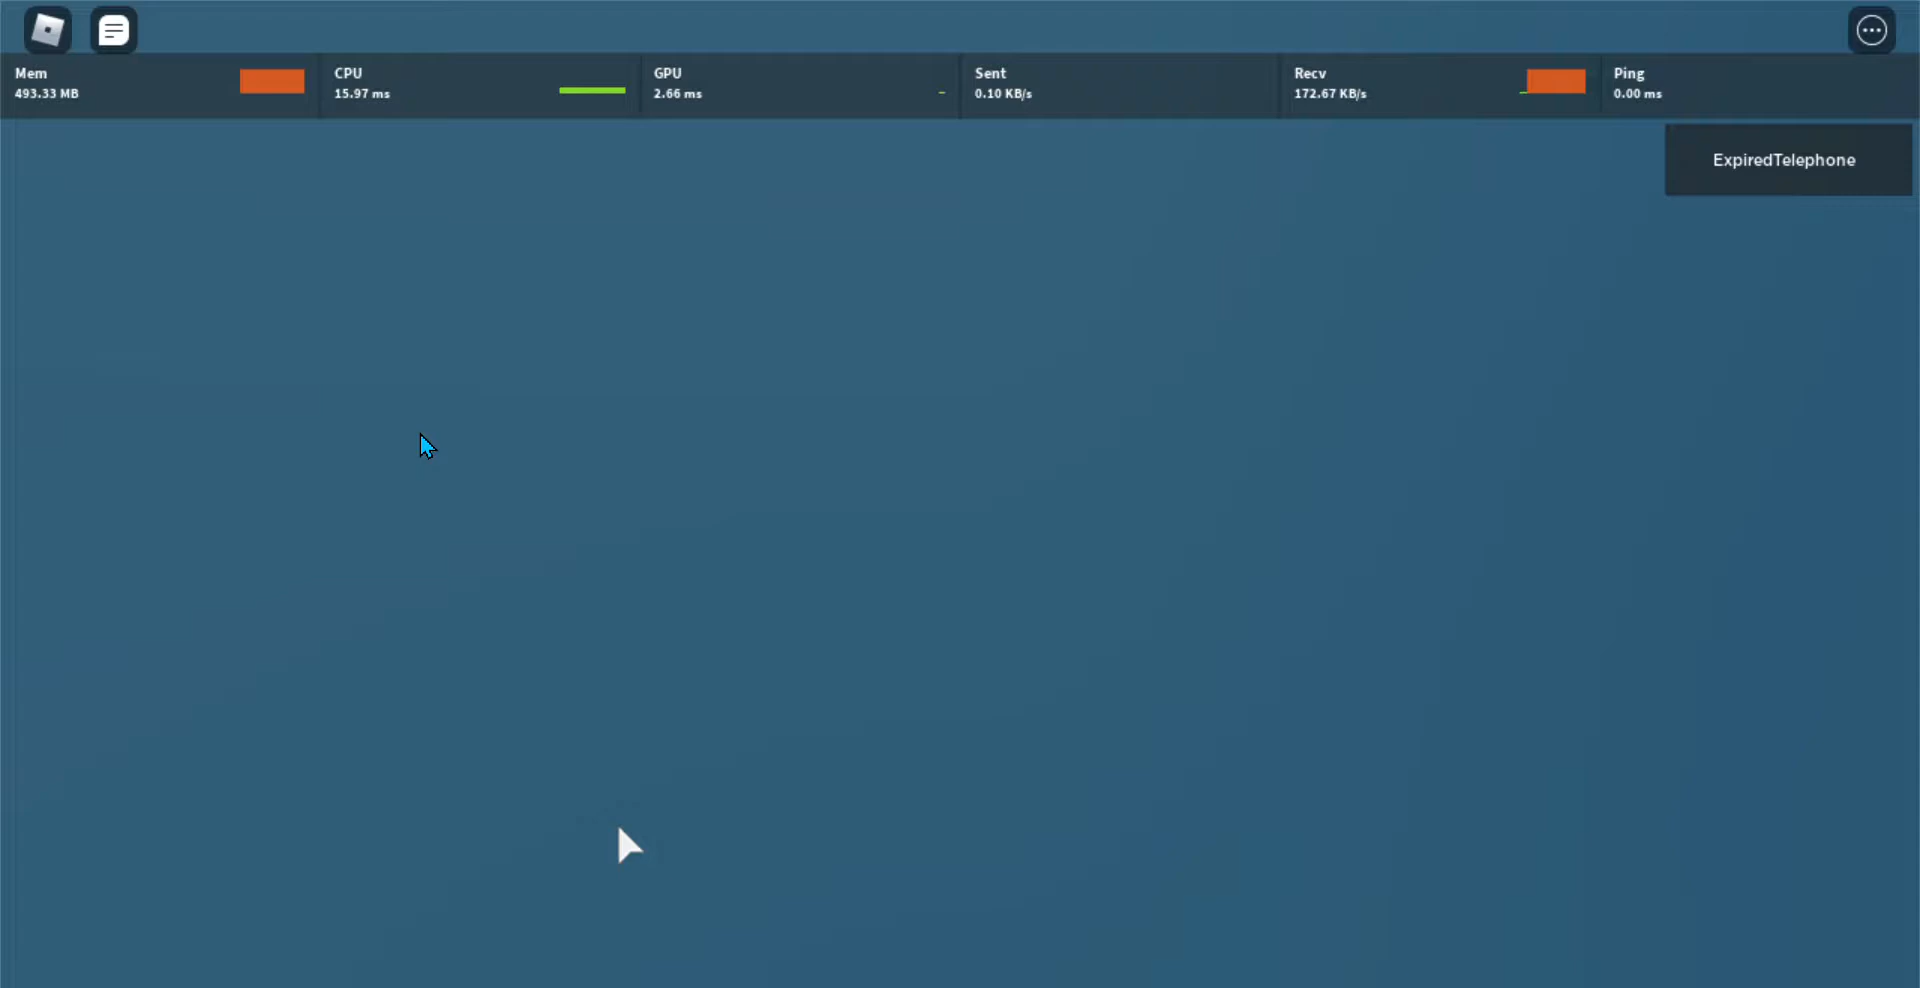 Mem
493.33 MB
CPU
15.97 ms
GPU
2.66 ms
Sent
0.10 KB/s
Recv
172.67 KB/s
Ping
0.00 ms
ExpiredTelephone